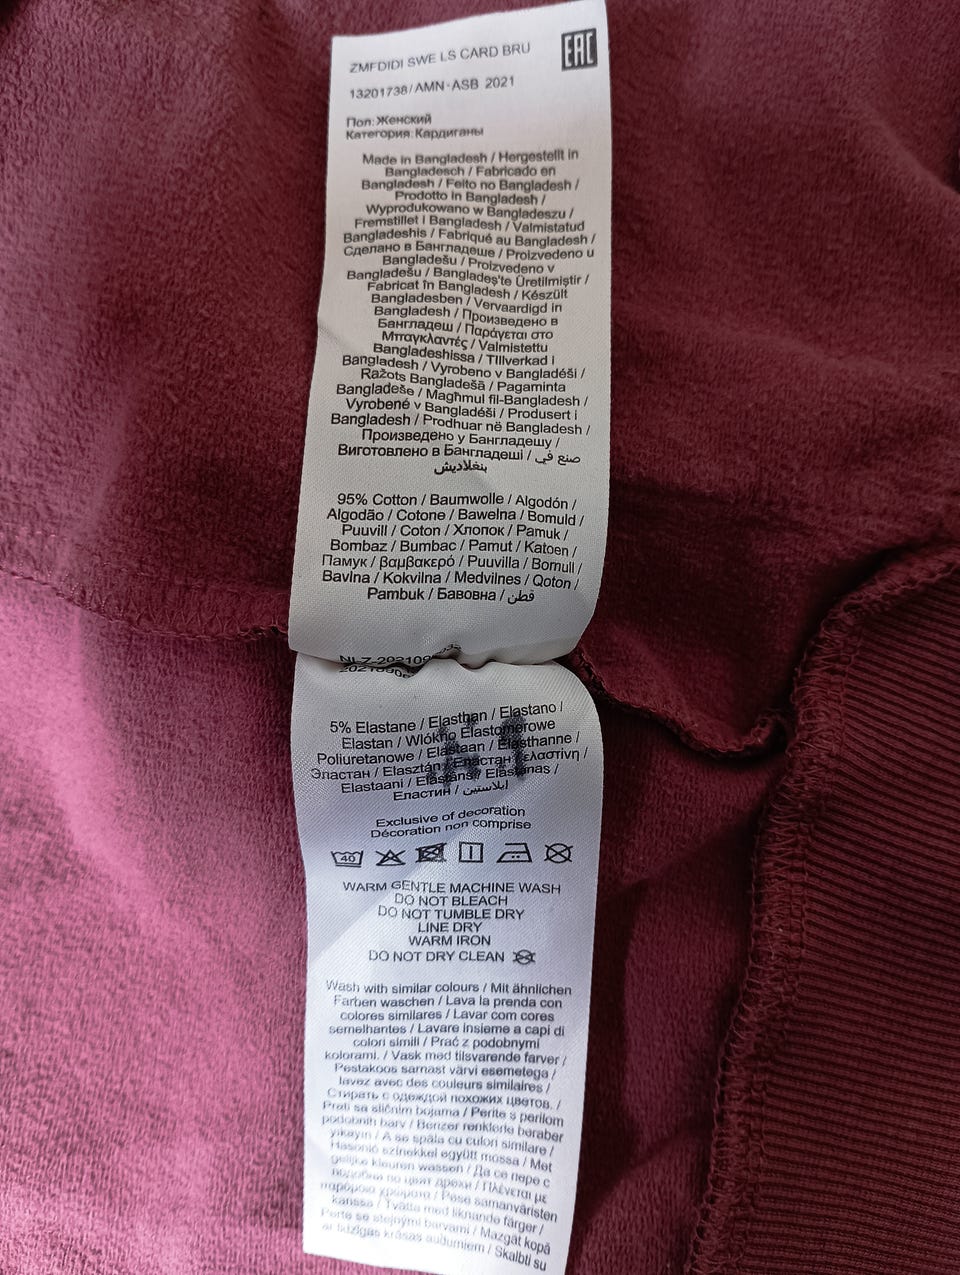 ZMFDIDI SWE LS CARD BRU
EAC
13201738/AMN-ASB 2021
Пол: Женский
Категория: Кардиганы
Made in Bangladesh / Hergestellt in
Bangladesch / Fabricado en
Bangladesh / Feito no Bangladesh /
Prodotto in Bangladesh /
Wyprodukowano w Bangladeszu /
Fremstillet i Bangladesh / Valmistatud
Bangladeshis / Fabriqué au Bangladesh /
Сделано в Бангладеше / Proizvedeno u
Bangladešu / Proizvedeno v
Bangladešu / Bangladeş'te Üretilmiştir /
Fabricat în Bangladesh / Készült
Bangladesben / Vervaardigd in
Bangladesh / Произведено в
Бангладеш / Παράγεται στο
Μπαγκλαντές / Valmistettu
Bangladeshissa / Tillverkad i
Bangladesh / Vyrobeno v Bangladéši /
Ražots Bangladešā / Pagaminta
Bangladeše / Magħmul fil-Bangladesh /
Vyrobené v Bangladéši / Produsert i
Bangladesh / Prodhuar në Bangladesh /
Произведено у Бангладешу /
Виготовлено в Бангладеші / صنع في
بنغلاديش
95% Cotton / Baumwolle / Algodón /
Algodão / Cotone / Bawełna / Bomuld /
Puuvill / Coton / Хлопок / Pamuk /
Bombaz / Bumbac / Pamut / Katoen /
Памук / βαμβακερό / Puuvilla / Bomull /
Bavlna / Kokvilna / Medvilnes / Qoton /
Pambuk / Бавовна / قطن
5% Elastane / Elasthan / Elastano /
Elastan / Włókno Elastomerowe
Poliuretanowe / Elastaan / Elasthanne /
Эластан / Elasztán / Еластан / ελαστίνη /
Elastaani / Elastāns / Elastanas /
Еластин / ايلاستين
Exclusive of decoration
Décoration non comprise
40
WARM GENTLE MACHINE WASH
DO NOT BLEACH
DO NOT TUMBLE DRY
LINE DRY
WARM IRON
DO NOT DRY CLEAN
Wash with similar colours / Mit ähnlichen
Farben waschen / Lava la prenda con
colores similares / Lavar com cores
semelhantes / Lavare insieme a capi di
colori simili / Prać z podobnymi
kolorami. / Vask med tilsvarende farver /
Pestakoos samast värvi esemetega /
lavez avec des couleurs similaires /
Стирать с одеждой похожих цветов. /
Prati sa sličnim bojama / Perite s perilom
podobnih barv / Benzer renklerle beraber
yıkayın / A se spăla cu culori similare /
Hasonló színekkel együtt mossa / Met
gelijke kleuren wassen / Да се пере с
подобни по цвят дрехи / Πλένεται με
παρόμοια χρώματα / Pese samanväristen
kanssa / Tvätta med liknande färger /
Perte se stejnými barvami / Mazgāt kopā
ar līdzīgas krāsas audumiem / Skalbti su